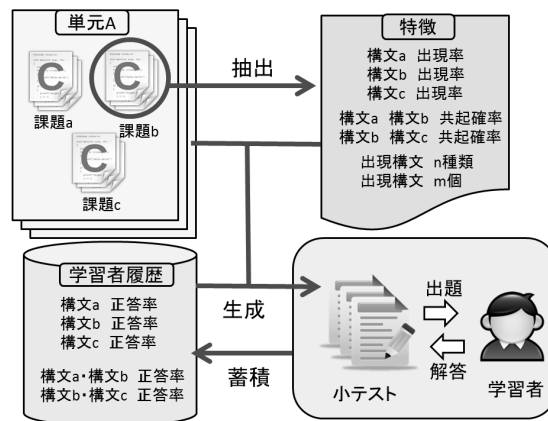 単元A
C
課題a
C
課題b
C
課題c
抽出
特徴
構文a 出現率
構文b 出現率
構文c 出現率
構文a 構文b 共起確率
構文b 構文c 共起確率
出現構文 n種類
出現構文 m個
学習者履歴
構文a 正答率
構文b 正答率
構文c 正答率
構文a・構文b 正答率
構文b・構文c 正答率
生成
蓄積
小テスト
出題
解答
学習者